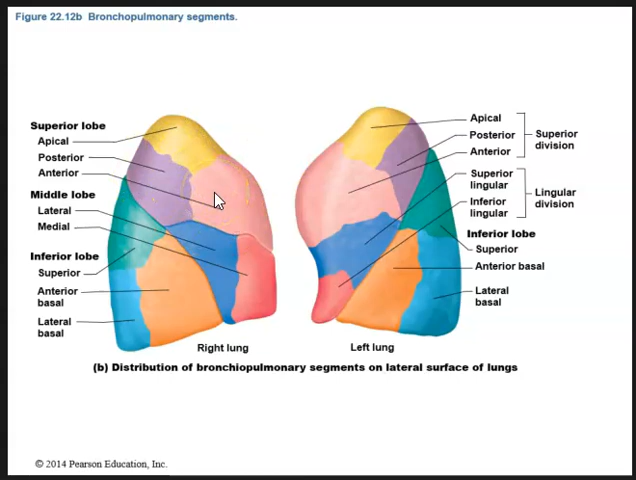 Figure 22.12b Bronchopulmonary segments.
Superior lobe
Apical
Posterior
Anterior
Middle lobe
Lateral
Medial
Inferior lobe
Superior
Anterior
basal
Lateral
basal
Right lung
Apical
Posterior
Anterior
Superior
division
Superior
lingular
Inferior
lingular
Lingular
division
Inferior lobe
Superior
Anterior basal
Lateral
basal
Left lung
(b) Distribution of bronchiopulmonary segments on lateral surface of lungs
© 2014 Pearson Education, Inc.